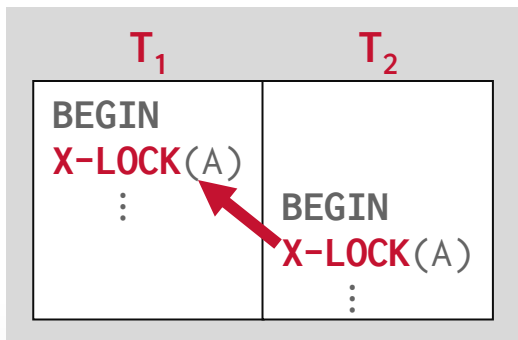 T1
T2
BEGIN
X-LOCK(A)
⋮
BEGIN
X-LOCK(A)
⋮